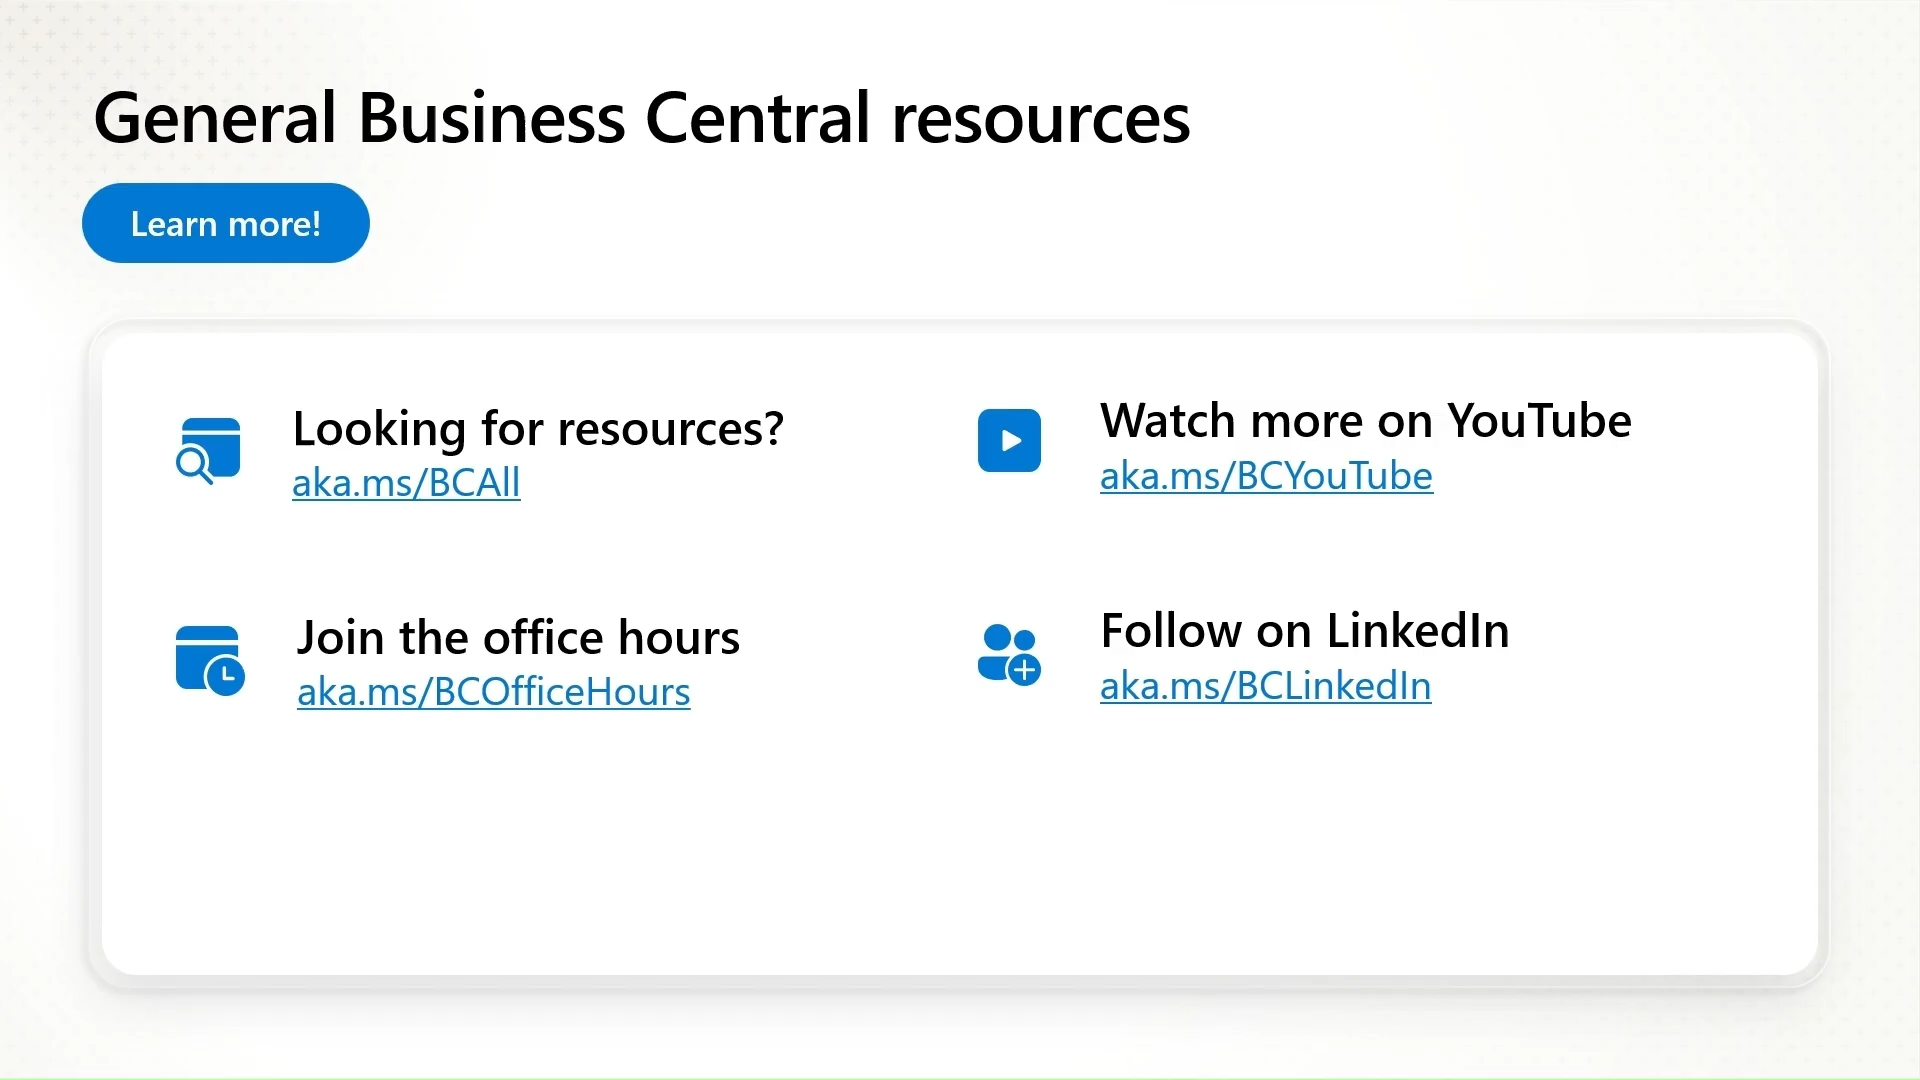 General Business Central resources
Learn more!
Looking for resources?
aka.ms/BCAll
Watch more on YouTube
aka.ms/BCYouTube
Join the office hours
aka.ms/BCOfficeHours
Follow on LinkedIn
aka.ms/BCLinkedIn